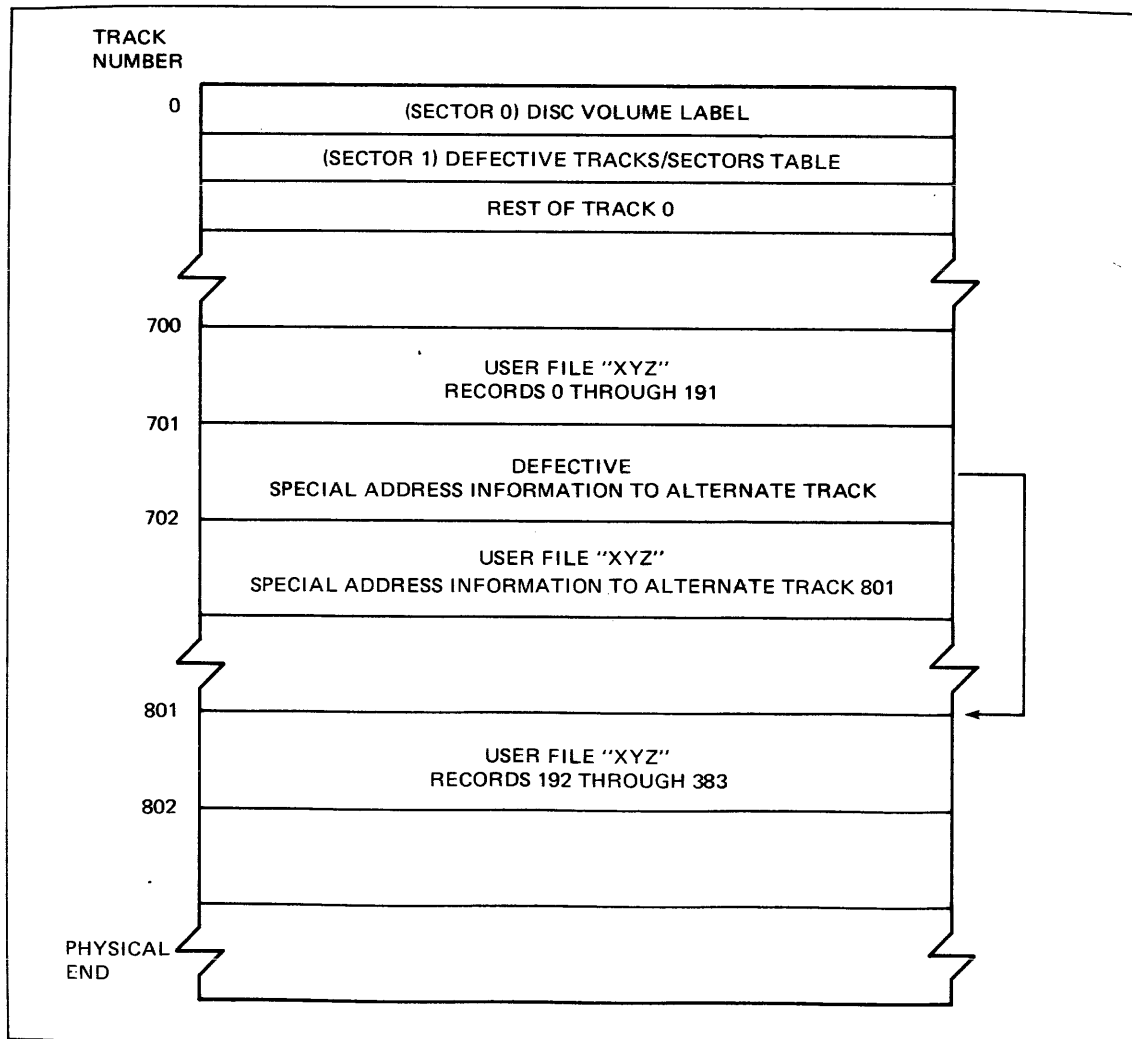 TRACK
NUMBER
0
(SECTOR 0) DISC VOLUME LABEL
(SECTOR 1) DEFECTIVE TRACKS/SECTORS TABLE
REST OF TRACK 0
700
USER FILE "XYZ"
RECORDS 0 THROUGH 191
701
DEFECTIVE
SPECIAL ADDRESS INFORMATION TO ALTERNATE TRACK
702
USER FILE "XYZ"
SPECIAL ADDRESS INFORMATION TO ALTERNATE TRACK 801
801
USER FILE "XYZ"
RECORDS 192 THROUGH 383
802
PHYSICAL
END